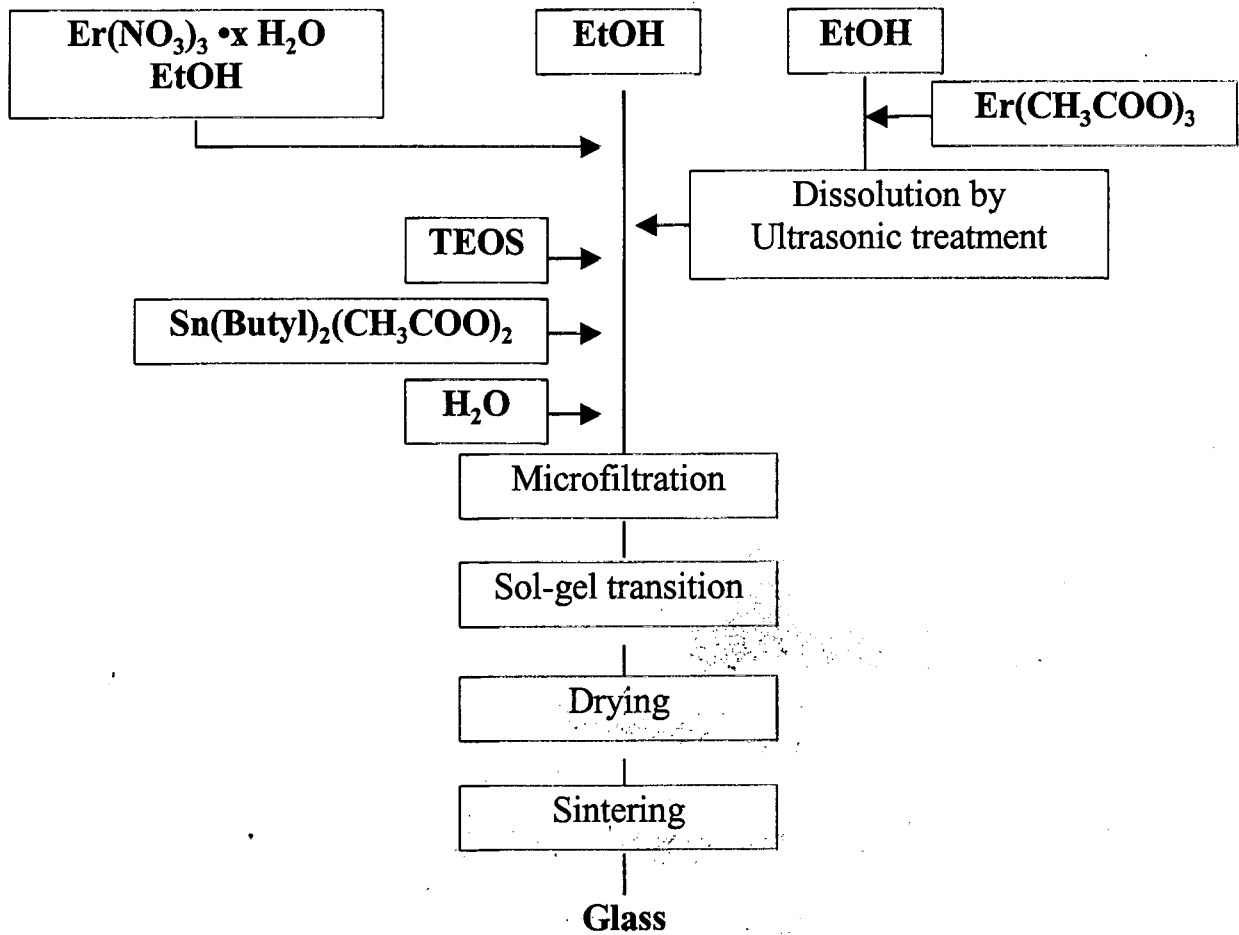 Er(NO₃)₃ •x H₂O
EtOH
EtOH
EtOH
Er(CH₃COO)₃
Dissolution by
Ultrasonic treatment
TEOS
Sn(Butyl)₂(CH₃COO)₂
H₂O
Microfiltration
Sol-gel transition
Drying
Sintering
Glass